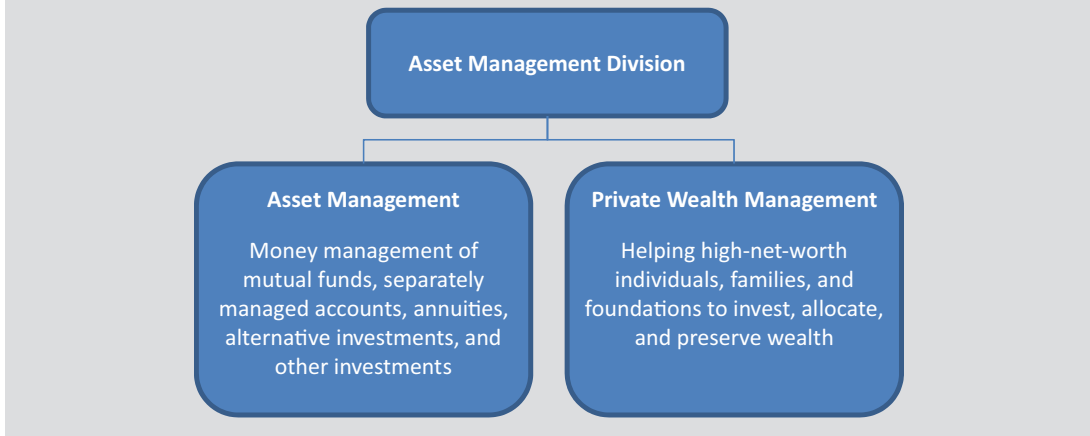 Asset Management Division
Asset Management
Money management of
mutual funds, separately
managed accounts, annuities,
alternative investments, and
other investments
Private Wealth Management
Helping high-net-worth
individuals, families, and
foundations to invest, allocate,
and preserve wealth